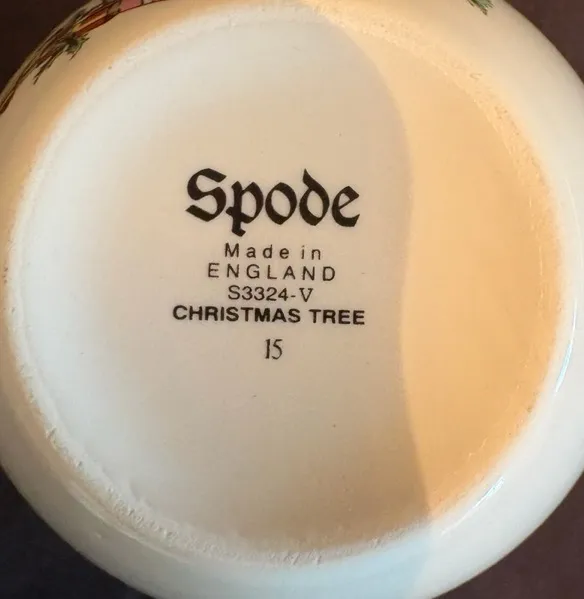 Spode
Made in
ENGLAND
S3324-V
CHRISTMAS TREE
15